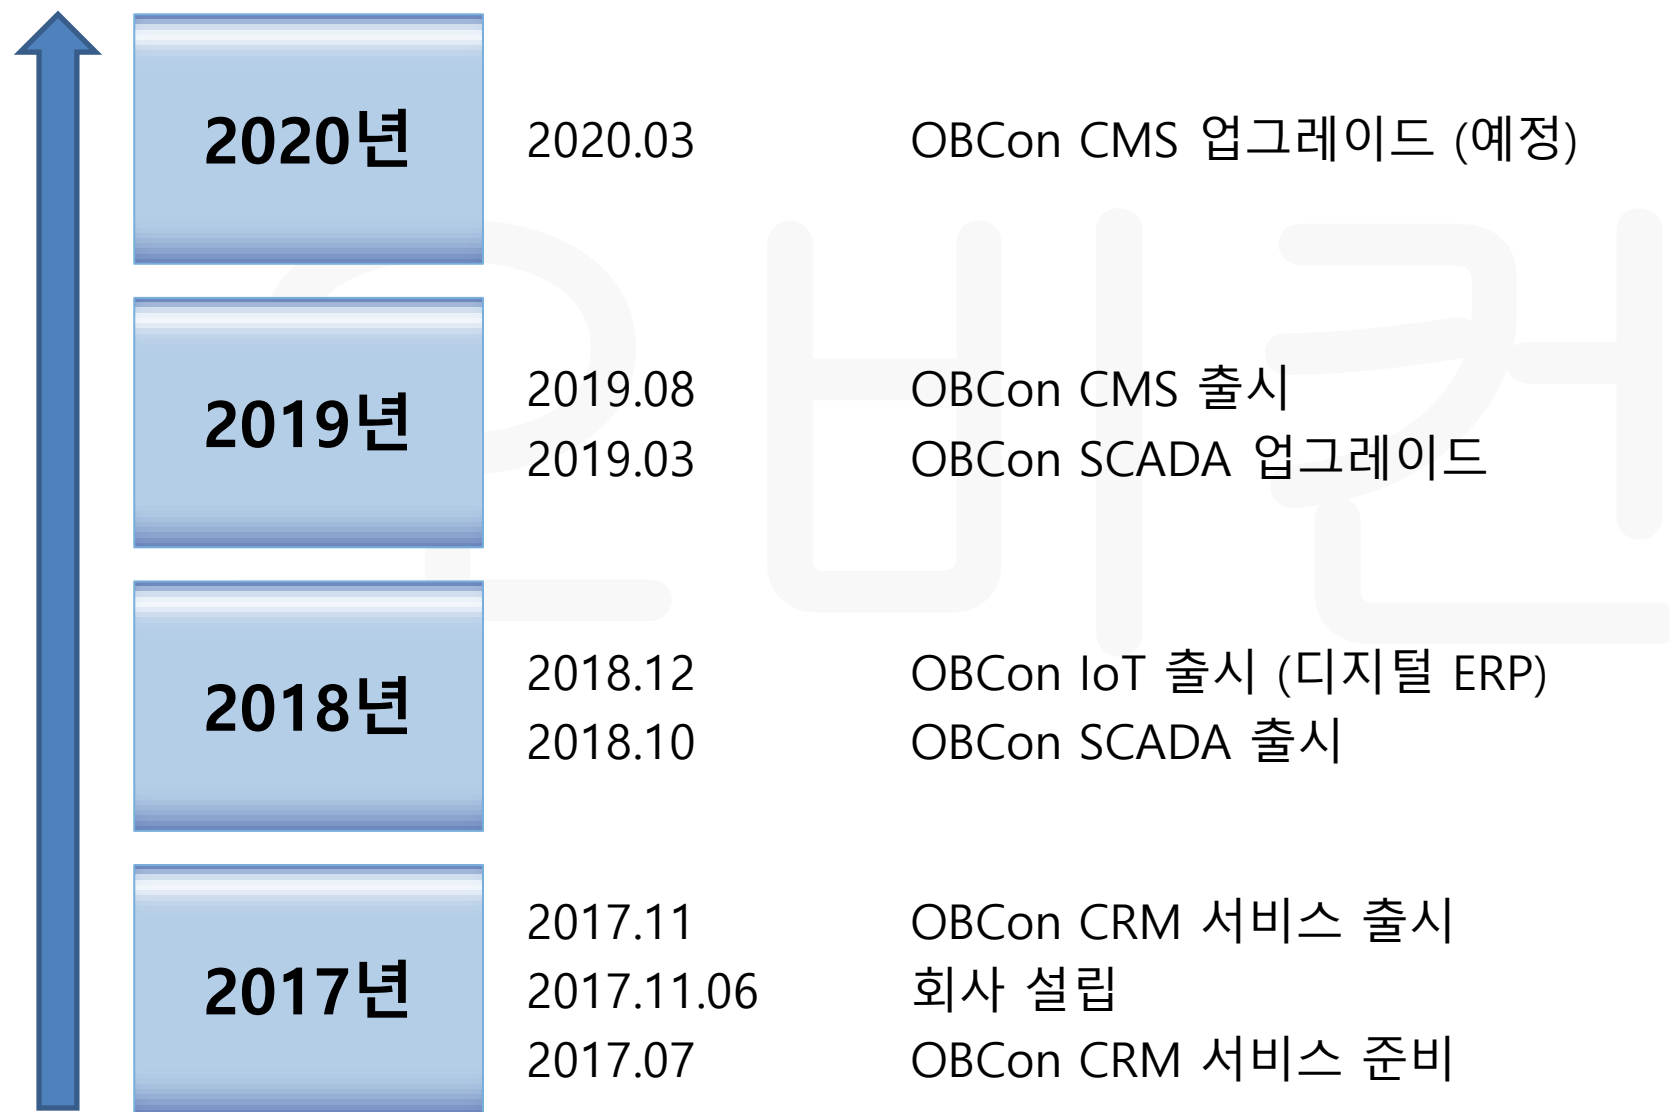 2020년
2020.03 OBCon CMS 업그레이드 (예정)
2019년
2019.08 OBCon CMS 출시
2019.03 OBCon SCADA 업그레이드
2018년
2018.12 OBCon IoT 출시 (디지털 ERP)
2018.10 OBCon SCADA 출시
2017년
2017.11 OBCon CRM 서비스 출시
2017.11.06 회사 설립
2017.07 OBCon CRM 서비스 준비
오비컨